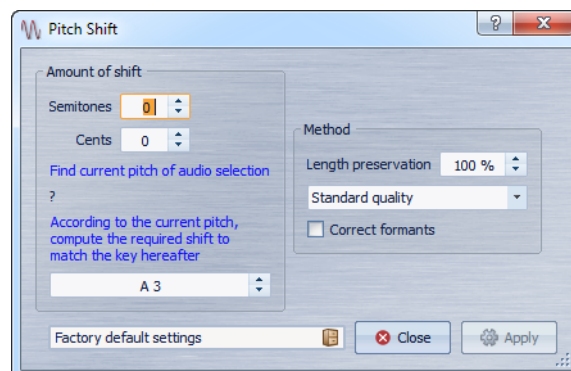 Pitch Shift
?
Amount of shift
Semitones 0
Cents 0
Find current pitch of audio selection
?
According to the current pitch,
compute the required shift to
match the key hereafter
A 3
Method
Length preservation 100 %
Standard quality
Correct formants
Factory default settings
Close
Apply